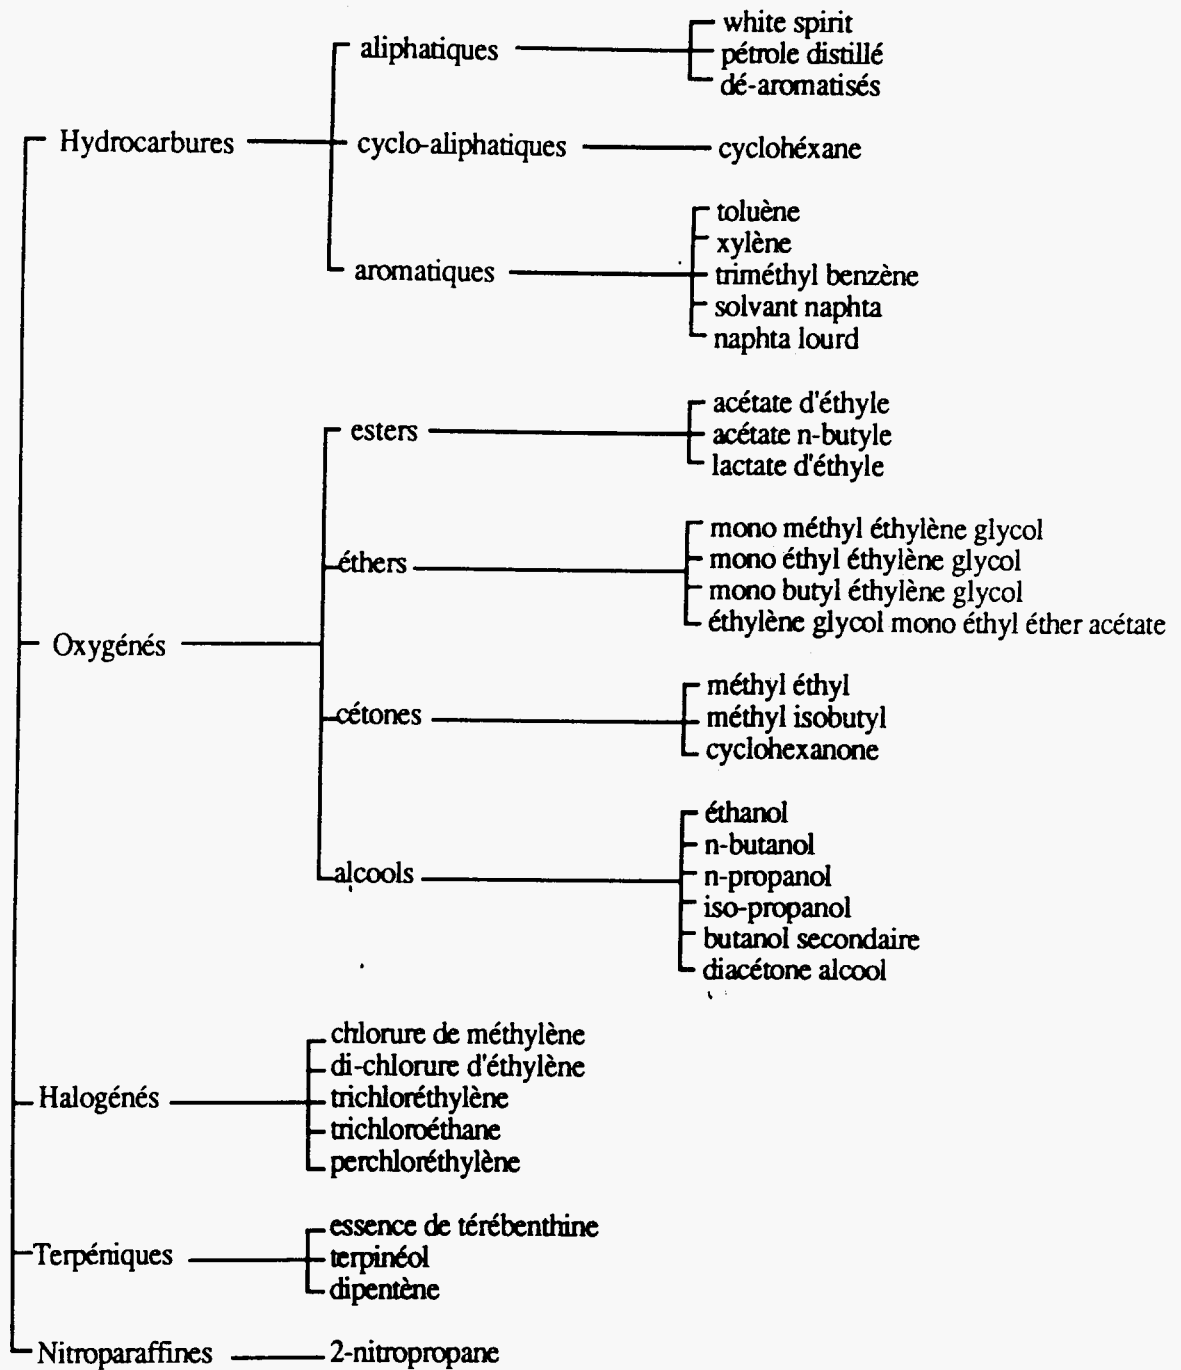 Hydrocarbures
aliphatiques
white spirit
pétrole distillé
dé-aromatisés
cyclo-aliphatiques
cyclohéxane
aromatiques
toluène
xylène
triméthyl benzène
solvant naphta
naphta lourd
Oxygénés
esters
acétate d'éthyle
acétate n-butyle
lactate d'éthyle
éthers
mono méthyl éthylène glycol
mono éthyl éthylène glycol
mono butyl éthylène glycol
éthylène glycol mono éthyl éther acétate
cétones
méthyl éthyl
méthyl isobutyl
cyclohexanone
alcools
éthanol
n-butanol
n-propanol
iso-propanol
butanol secondaire
diacétone alcool
Halogénés
chlorure de méthylène
di-chlorure d'éthylène
trichloréthylène
trichloroéthane
perchloréthylène
Terpéniques
essence de térébenthine
terpinéol
dipentène
Nitroparaffines
2-nitropropane